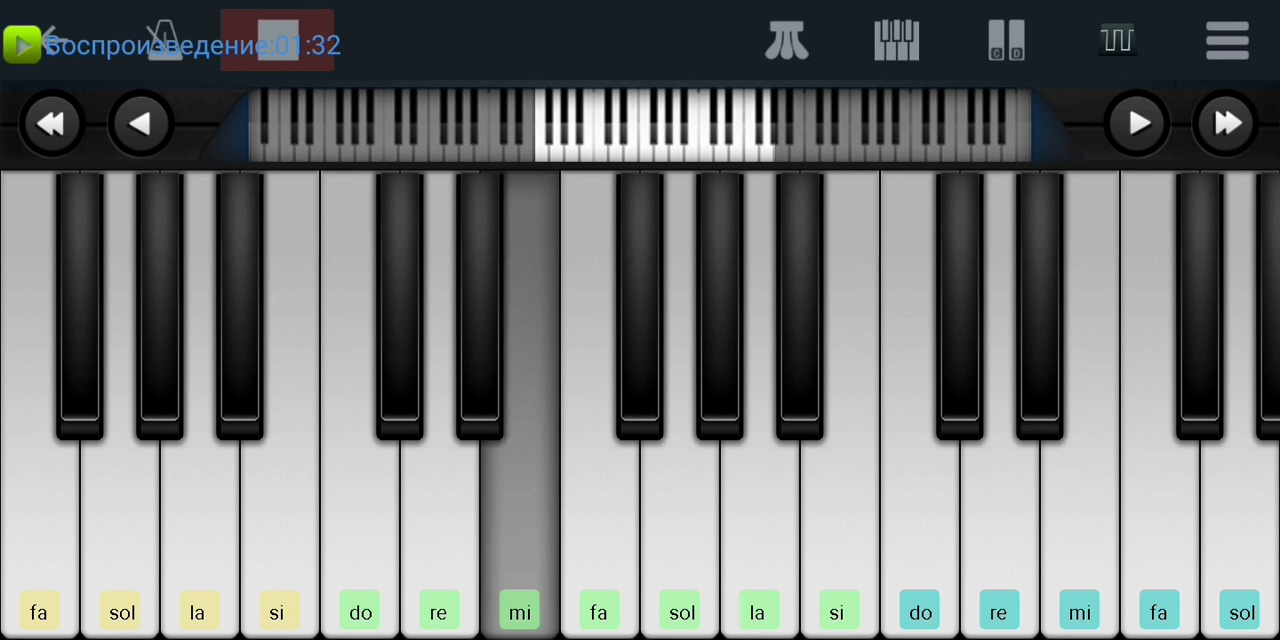 Воспроизведение:01:32
C D
fa sol la si do re mi fa sol la si do re mi fa sol